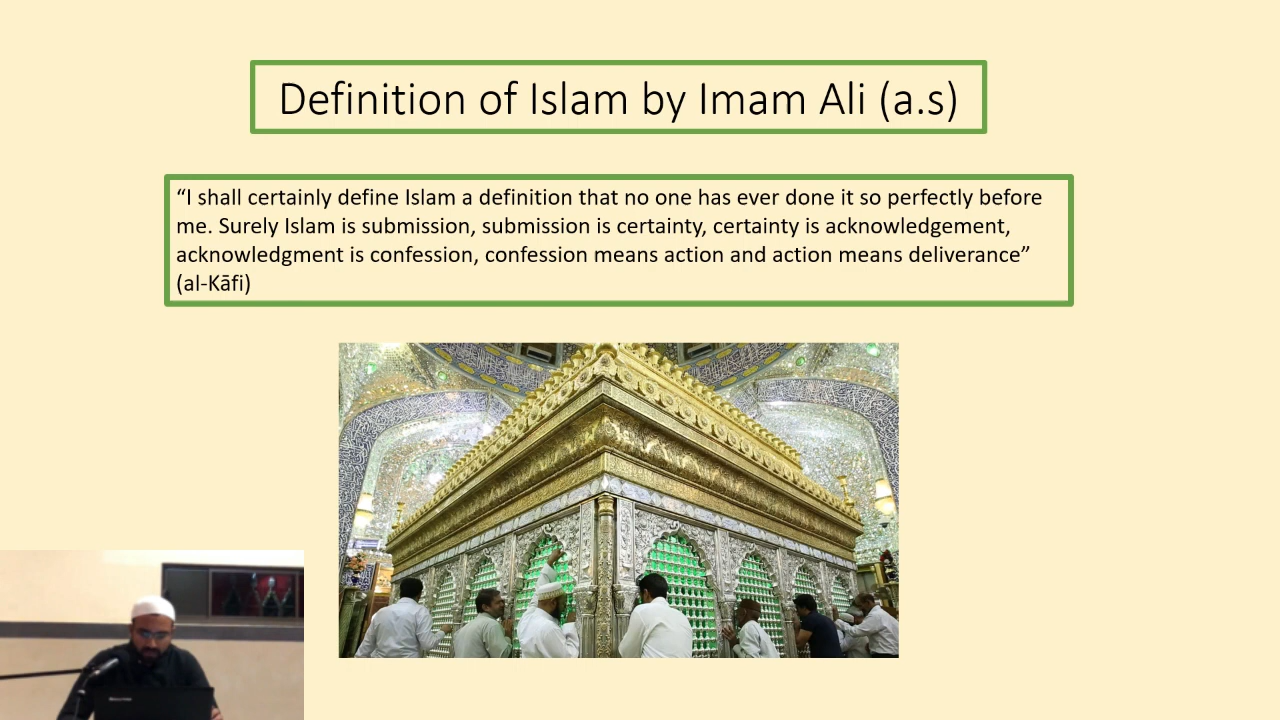 Definition of Islam by Imam Ali (a.s)
“I shall certainly define Islam a definition that no one has ever done it so perfectly before
me. Surely Islam is submission, submission is certainty, certainty is acknowledgement,
acknowledgment is confession, confession means action and action means deliverance”
(al-Kāfi)